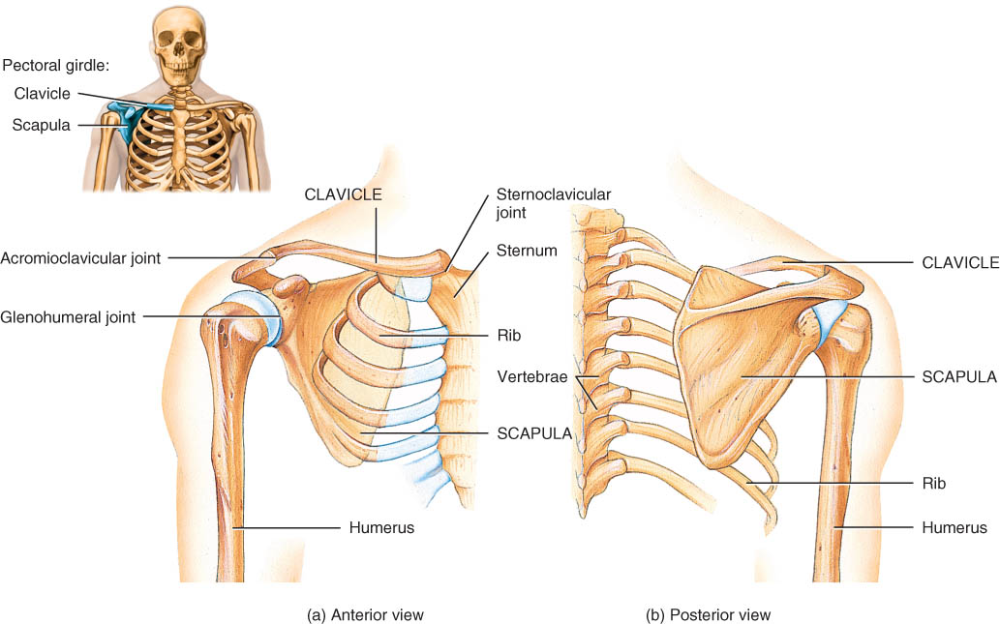 Pectoral girdle:
Clavicle
Scapula
CLAVICLE
Acromioclavicular joint
Glenohumeral joint
Sternoclavicular
joint
Sternum
Rib
Vertebrae
SCAPULA
Humerus
CLAVICLE
SCAPULA
Rib
Humerus
(a) Anterior view
(b) Posterior view